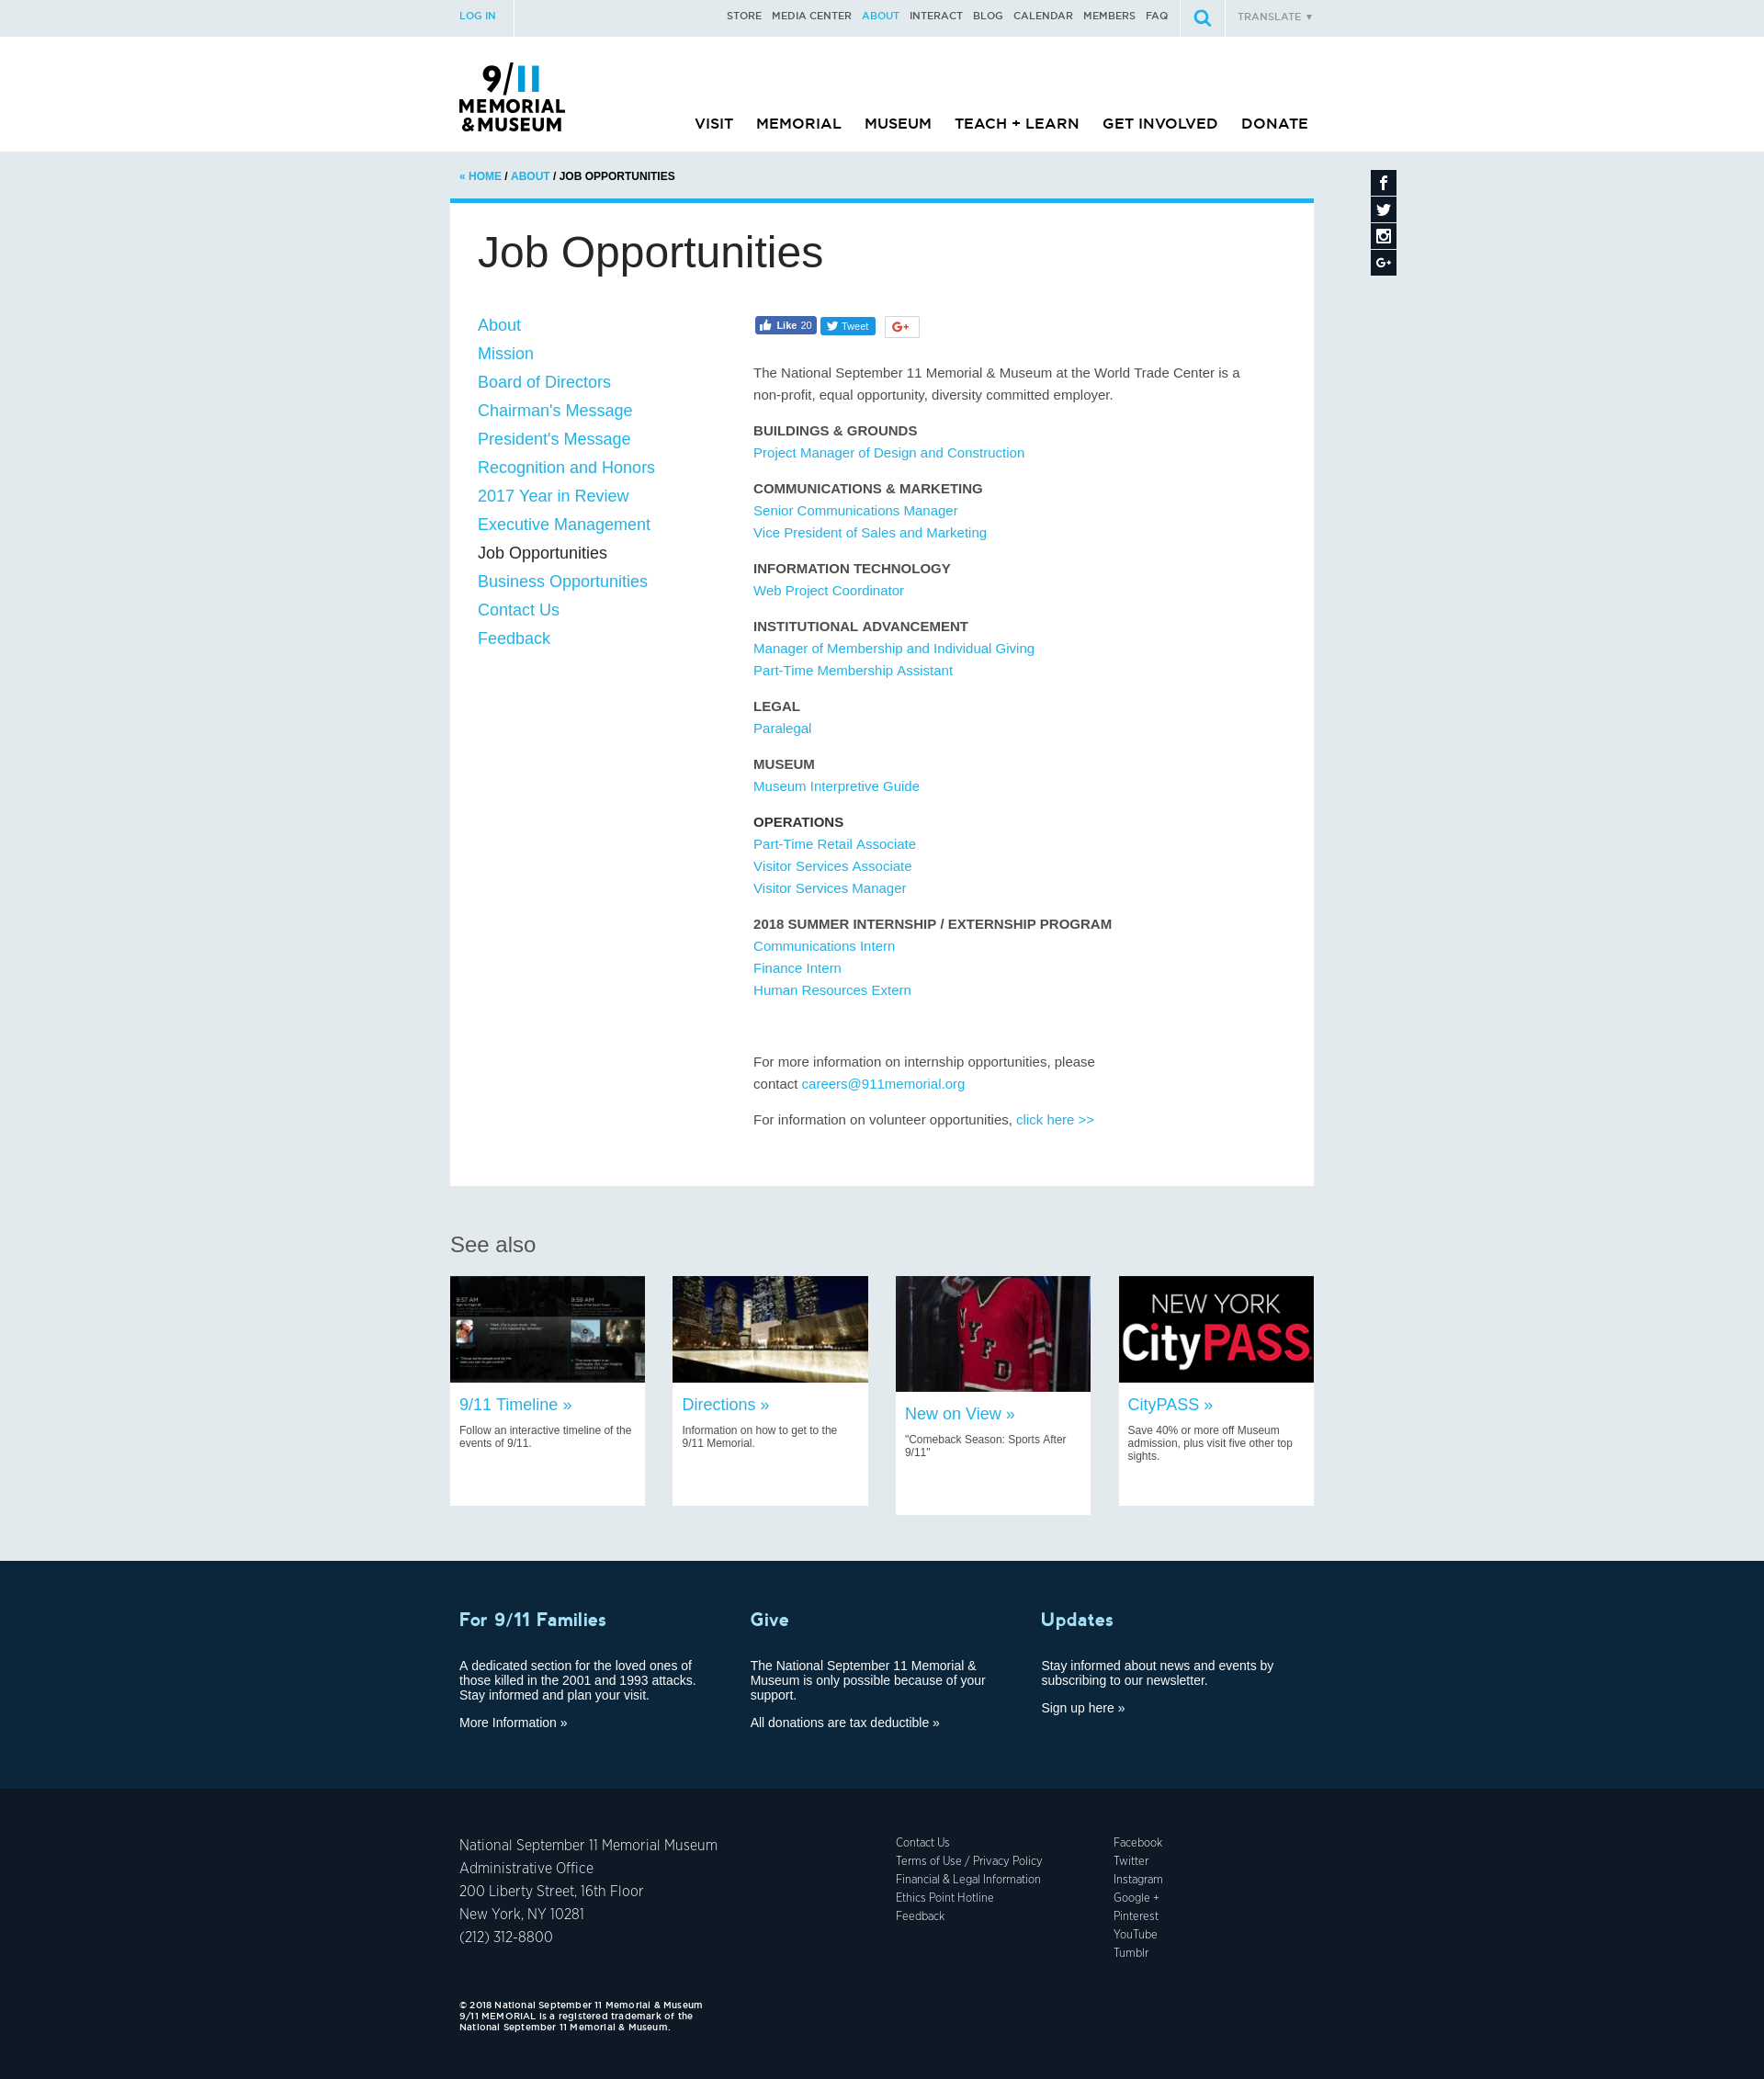 LOG IN
STORE MEDIA CENTER ABOUT INTERACT BLOG CALENDAR MEMBERS FAQ
TRANSLATE ▼
9/11
MEMORIAL
& MUSEUM
VISIT MEMORIAL MUSEUM TEACH + LEARN GET INVOLVED DONATE
« HOME / ABOUT / JOB OPPORTUNITIES
Job Opportunities
About
Mission
Board of Directors
Chairman's Message
President's Message
Recognition and Honors
2017 Year in Review
Executive Management
Job Opportunities
Business Opportunities
Contact Us
Feedback
Like 20
Tweet
G+
The National September 11 Memorial & Museum at the World Trade Center is a
non-profit, equal opportunity, diversity committed employer.
BUILDINGS & GROUNDS
Project Manager of Design and Construction
COMMUNICATIONS & MARKETING
Senior Communications Manager
Vice President of Sales and Marketing
INFORMATION TECHNOLOGY
Web Project Coordinator
INSTITUTIONAL ADVANCEMENT
Manager of Membership and Individual Giving
Part-Time Membership Assistant
LEGAL
Paralegal
MUSEUM
Museum Interpretive Guide
OPERATIONS
Part-Time Retail Associate
Visitor Services Associate
Visitor Services Manager
2018 SUMMER INTERNSHIP / EXTERNSHIP PROGRAM
Communications Intern
Finance Intern
Human Resources Extern
For more information on internship opportunities, please
contact careers@911memorial.org
For information on volunteer opportunities, click here >>
See also
9:57 AM
9:59 AM
9/11 Timeline »
Follow an interactive timeline of the
events of 9/11.
Directions »
Information on how to get to the
9/11 Memorial.
NYFD
New on View »
"Comeback Season: Sports After
9/11"
NEW YORK
CityPASS
CityPASS »
Save 40% or more off Museum
admission, plus visit five other top
sights.
For 9/11 Families
A dedicated section for the loved ones of
those killed in the 2001 and 1993 attacks.
Stay informed and plan your visit.
More Information »
Give
The National September 11 Memorial &
Museum is only possible because of your
support.
All donations are tax deductible »
Updates
Stay informed about news and events by
subscribing to our newsletter.
Sign up here »
National September 11 Memorial Museum
Administrative Office
200 Liberty Street, 16th Floor
New York, NY 10281
(212) 312-8800
Contact Us
Terms of Use / Privacy Policy
Financial & Legal Information
Ethics Point Hotline
Feedback
Facebook
Twitter
Instagram
Google +
Pinterest
YouTube
Tumblr
© 2018 National September 11 Memorial & Museum
9/11 MEMORIAL is a registered trademark of the
National September 11 Memorial & Museum.